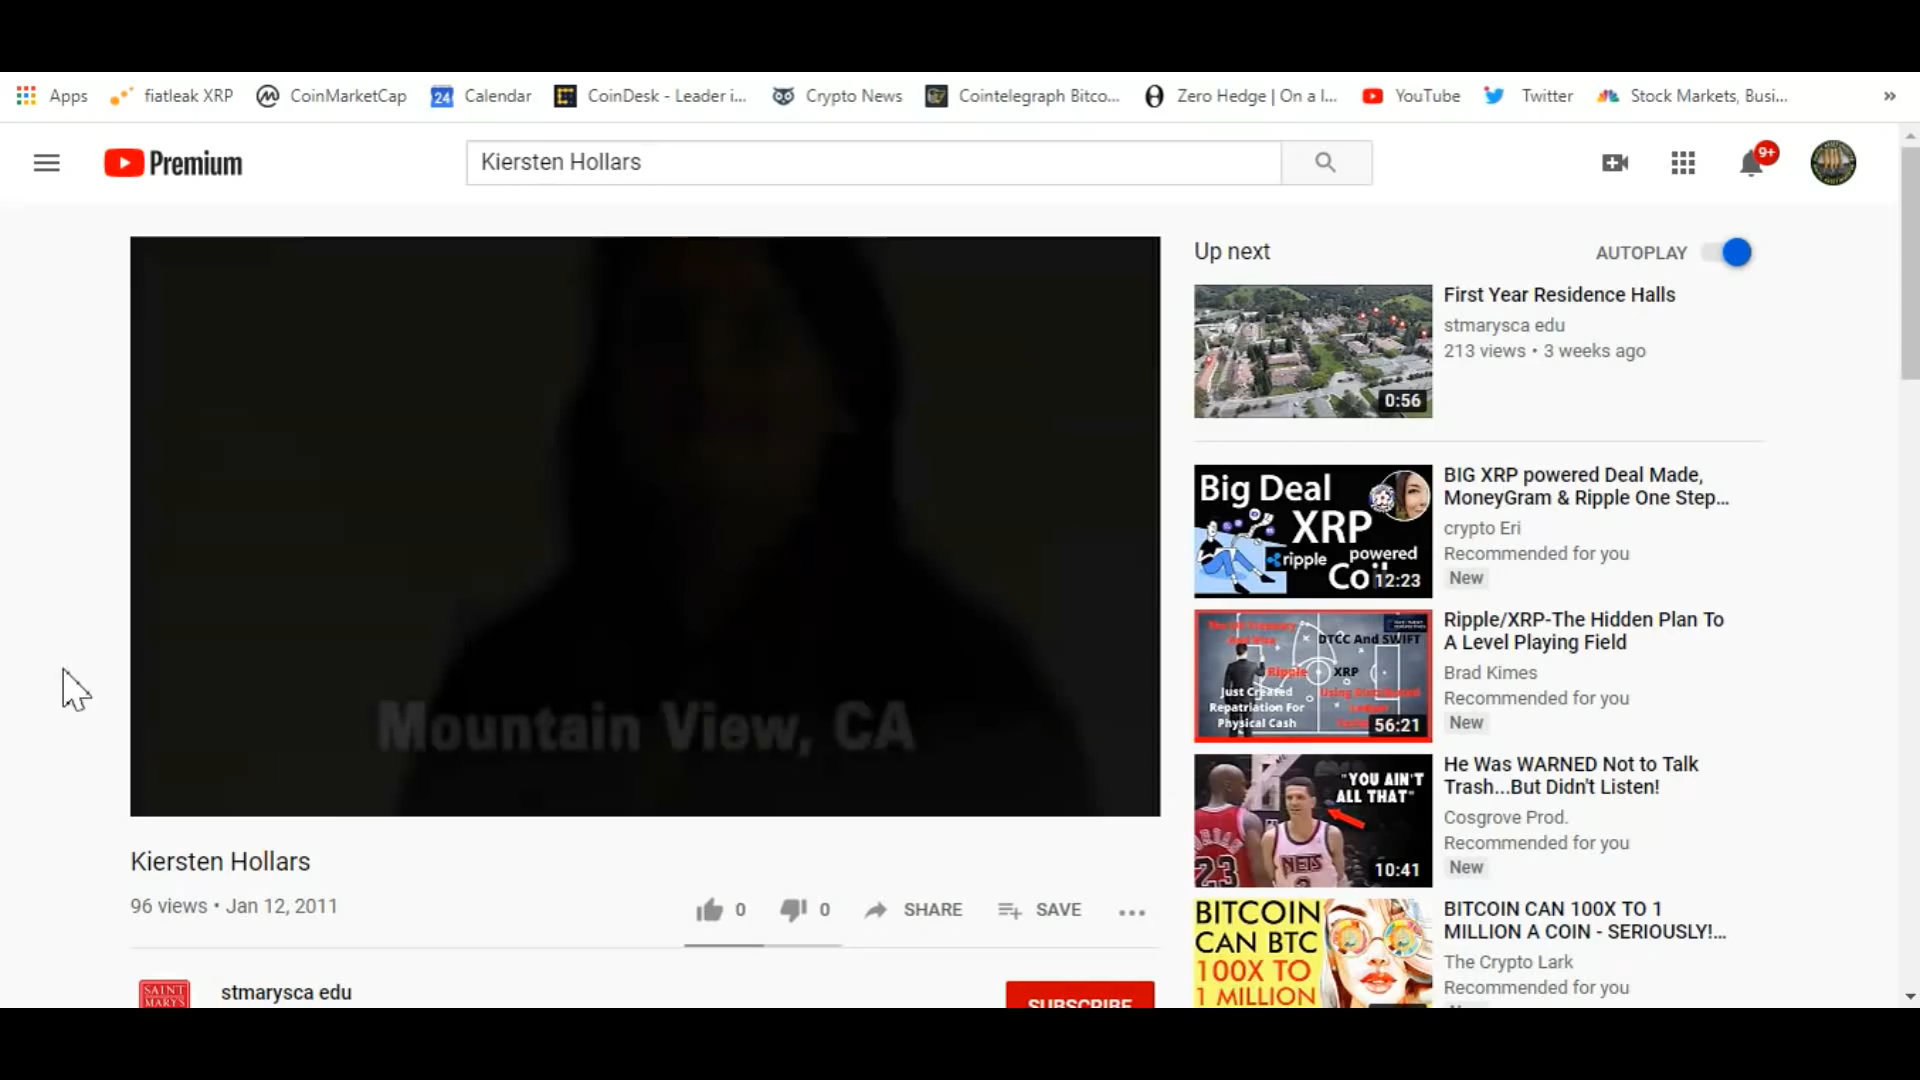 Apps fiatleak XRP CoinMarketCap 24 Calendar CoinDesk - Leader i... Crypto News Cointelegraph Bitco... Zero Hedge | On a l... YouTube Twitter Stock Markets, Busi... »
Premium Kiersten Hollars 9+
Mountain View, CA
Kiersten Hollars
96 views • Jan 12, 2011
0 0 SHARE SAVE ...
SAINT MARY'S
stmarysca edu
SUBSCRIBE
Up next AUTOPLAY
0:56
First Year Residence Halls
stmarysca edu
213 views • 3 weeks ago
Big Deal
XRP
ripple powered
Coi
12:23
BIG XRP powered Deal Made,
MoneyGram & Ripple One Step...
crypto Eri
Recommended for you
New
DTCC And SWIFT
Ripple XRP
Just Created
Repatriation For
Physical Cash
56:21
Ripple/XRP-The Hidden Plan To
A Level Playing Field
Brad Kimes
Recommended for you
New
"YOU AIN'T
ALL THAT"
23
NETS
10:41
He Was WARNED Not to Talk
Trash...But Didn't Listen!
Cosgrove Prod.
Recommended for you
New
BITCOIN
CAN BTC
100X TO
1 MILLION
BITCOIN CAN 100X TO 1
MILLION A COIN - SERIOUSLY!...
The Crypto Lark
Recommended for you